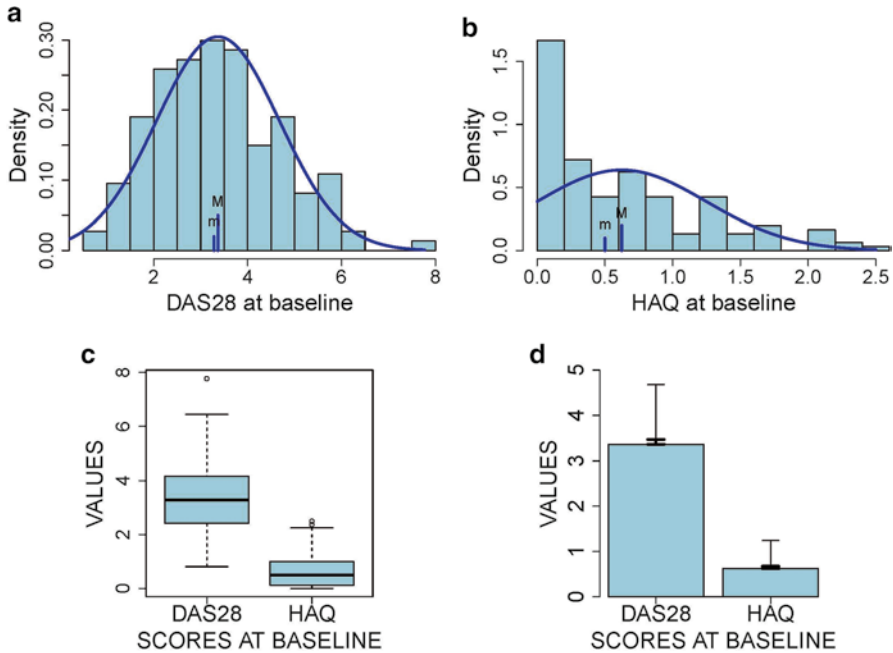 a
Density
0.00 0.10 0.20 0.30
M
m
2 4 6 8
DAS28 at baseline
b
Density
0.0 0.5 1.0 1.5
m M
0.0 0.5 1.0 1.5 2.0 2.5
HAQ at baseline
c
VALUES
0 2 4 6 8
DAS28 HAQ
SCORES AT BASELINE
d
VALUES
0 1 2 3 4 5
DAS28 HAQ
SCORES AT BASELINE